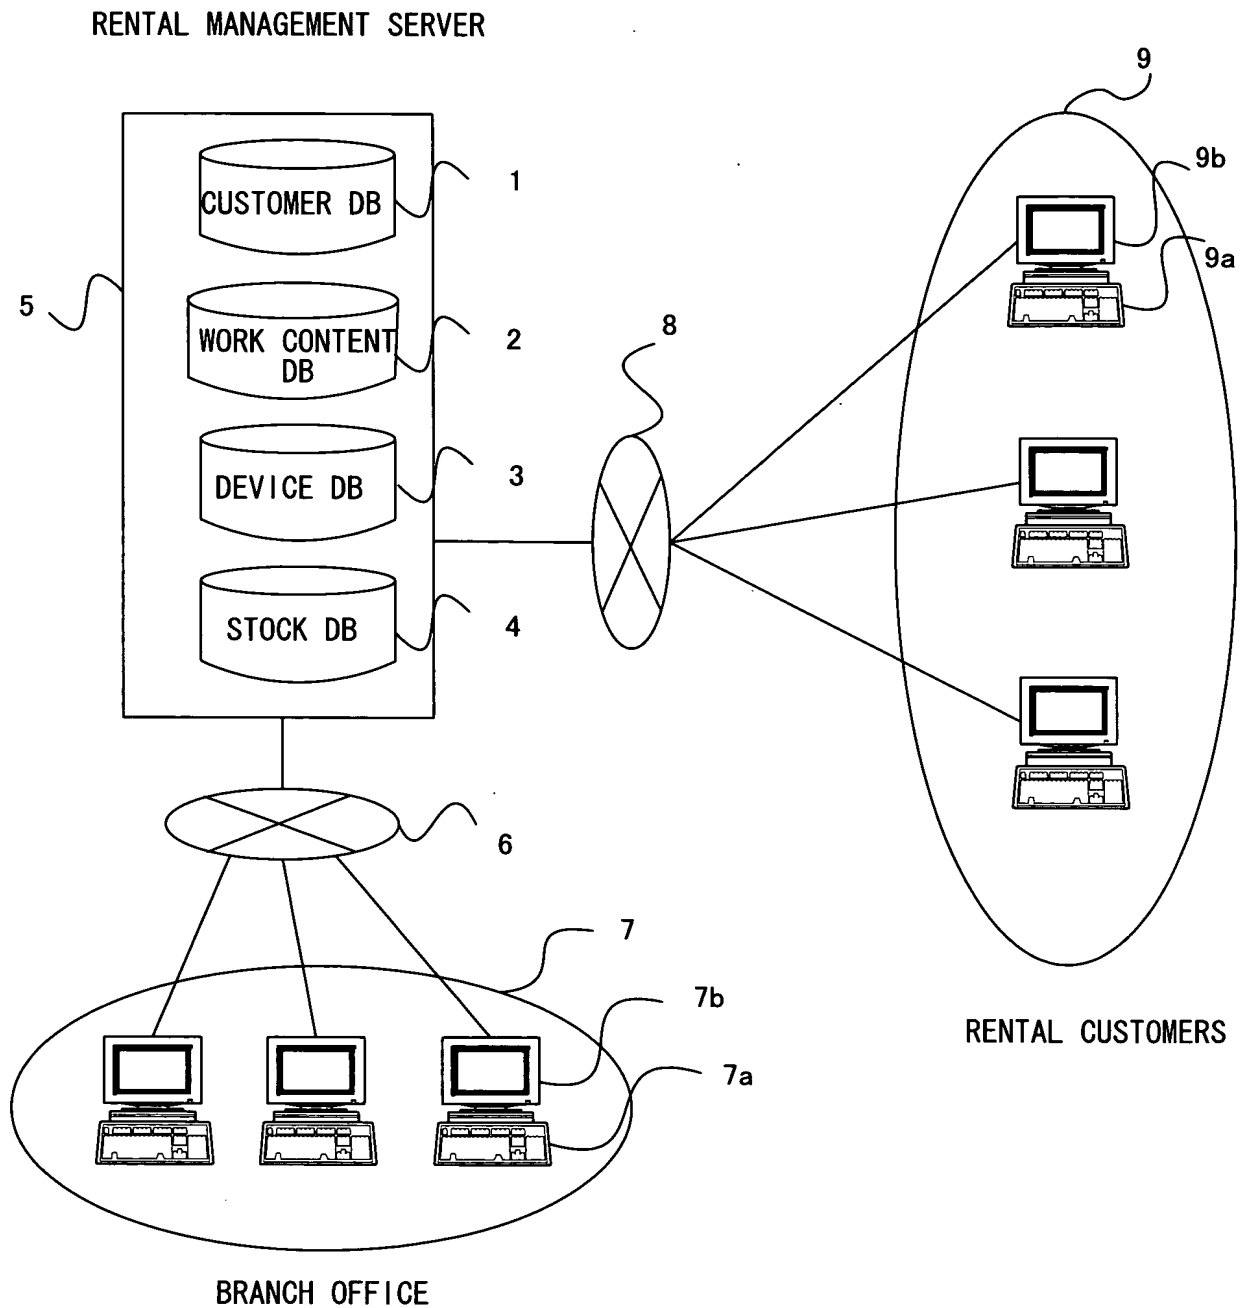 RENTAL MANAGEMENT SERVER
9
CUSTOMER DB
1
9b
9a
5
WORK CONTENT
DB
2
8
DEVICE DB
3
STOCK DB
4
6
7
7b
7a
RENTAL CUSTOMERS
BRANCH OFFICE